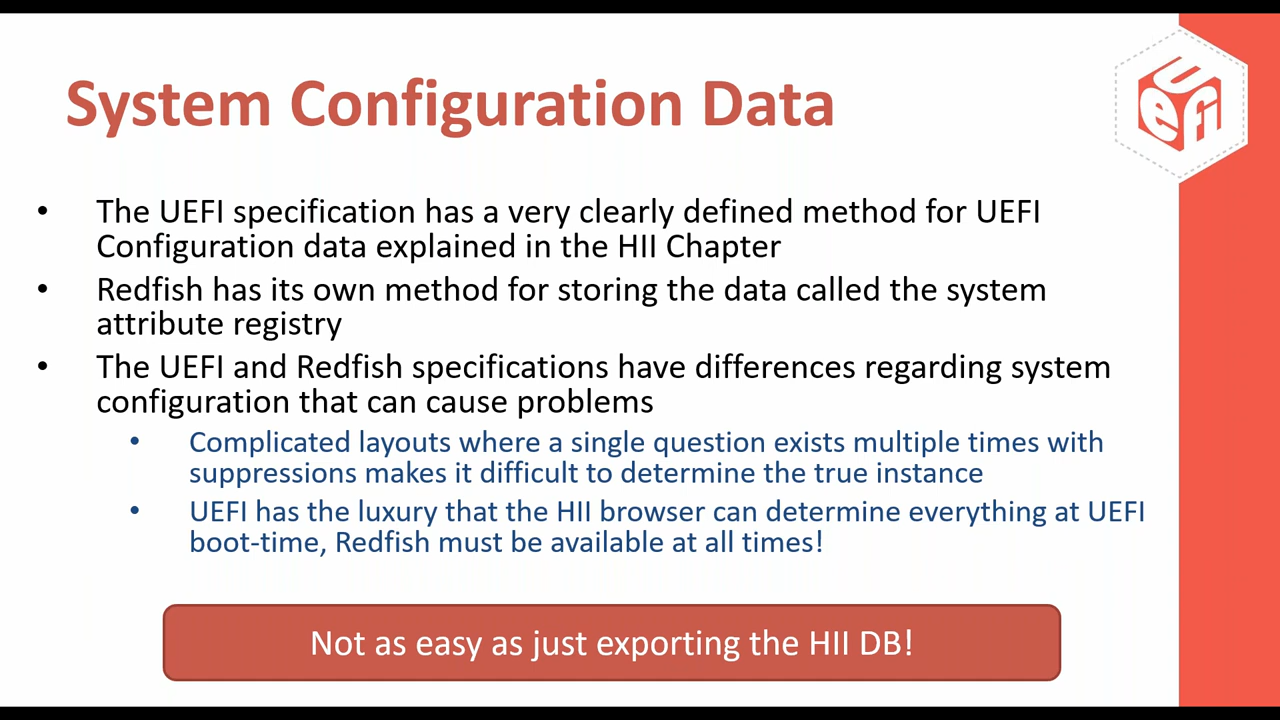 System Configuration Data
UEFI
• The UEFI specification has a very clearly defined method for UEFI
Configuration data explained in the HII Chapter
• Redfish has its own method for storing the data called the system
attribute registry
• The UEFI and Redfish specifications have differences regarding system
configuration that can cause problems
• Complicated layouts where a single question exists multiple times with
suppressions makes it difficult to determine the true instance
• UEFI has the luxury that the HII browser can determine everything at UEFI
boot-time, Redfish must be available at all times!
Not as easy as just exporting the HII DB!